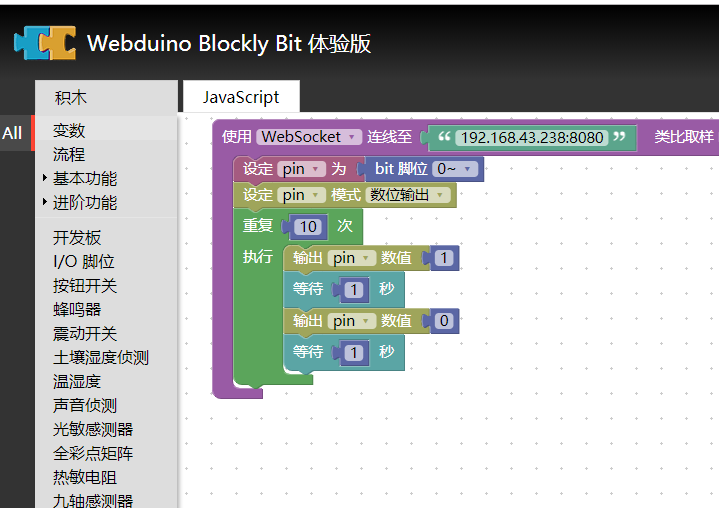 Webduino Blockly Bit 体验版
积木
JavaScript
All
变数
流程
基本功能
进阶功能
开发板
I/O 脚位
按钮开关
蜂鸣器
震动开关
土壤湿度侦测
温湿度
声音侦测
光敏感测器
全彩点矩阵
热敏电阻
九轴感测器
使用 WebSocket 连线至 “ 192.168.43.238:8080 ” 类比取样
设定 pin 为 bit 脚位 0~
设定 pin 模式 数位输出
重复 10 次
执行 输出 pin 数值 1
等待 1 秒
输出 pin 数值 0
等待 1 秒